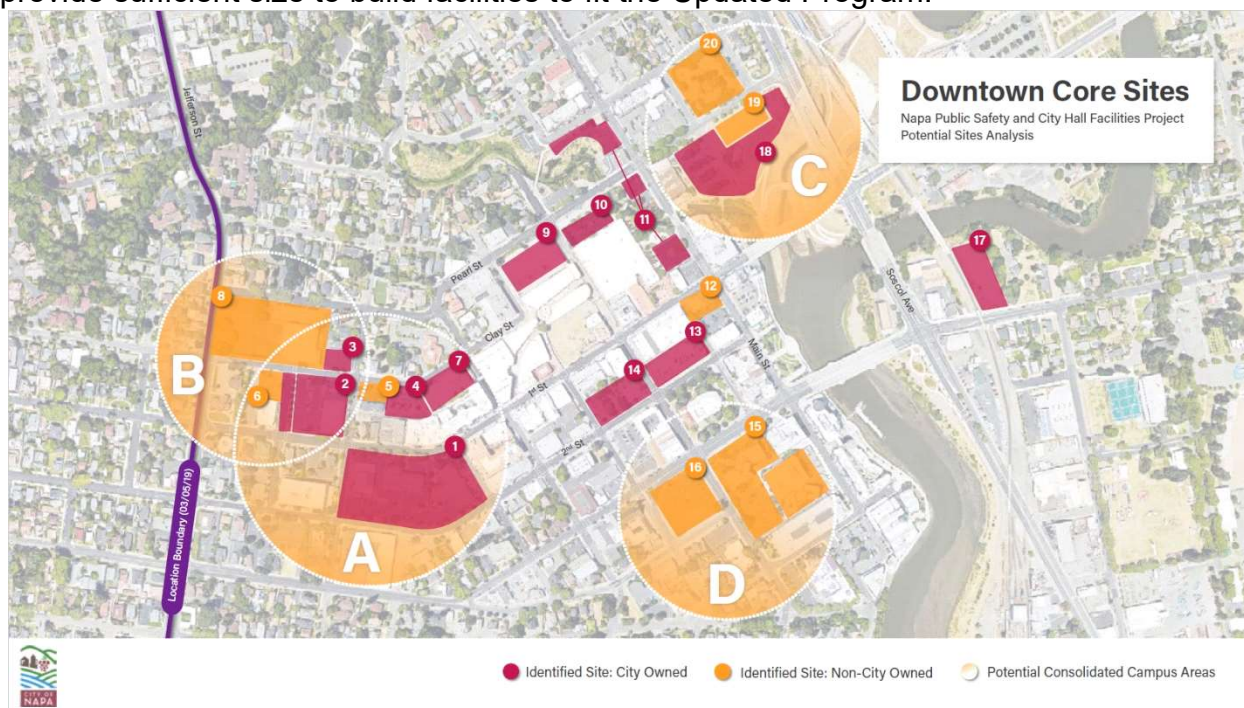 provide sufficient size to build facilities to fit the Updated Program.
Downtown Core Sites
Napa Public Safety and City Hall Facilities Project
Potential Sites Analysis
Jefferson St
Location Boundary (03/05/19)
20
19
18
C
17
11
10
9
Pearl St
Clay St
1st St
2nd St
Main St
Soscol Ave
12
13
14
8
3
B
2
5
4
7
6
1
A
15
16
D
CITY OF
NAPA
Identified Site: City Owned
Identified Site: Non-City Owned
Potential Consolidated Campus Areas